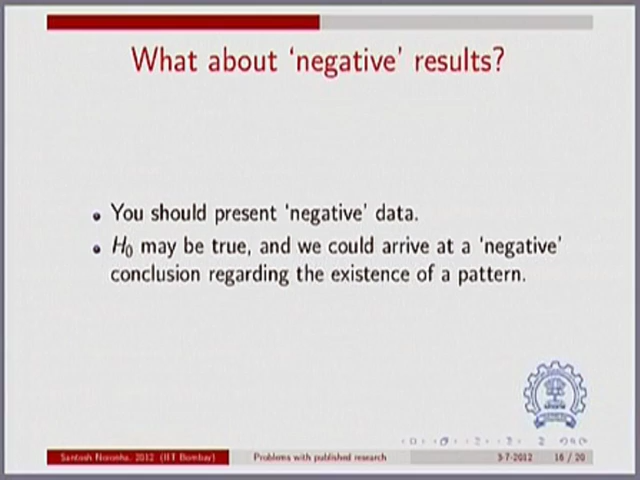 What about ‘negative’ results?
You should present ‘negative’ data.
H0 may be true, and we could arrive at a ‘negative’
conclusion regarding the existence of a pattern.
Santosh Noronha, 2012 (IIT Bombay) Problems with published research 3-7-2012 16 / 20